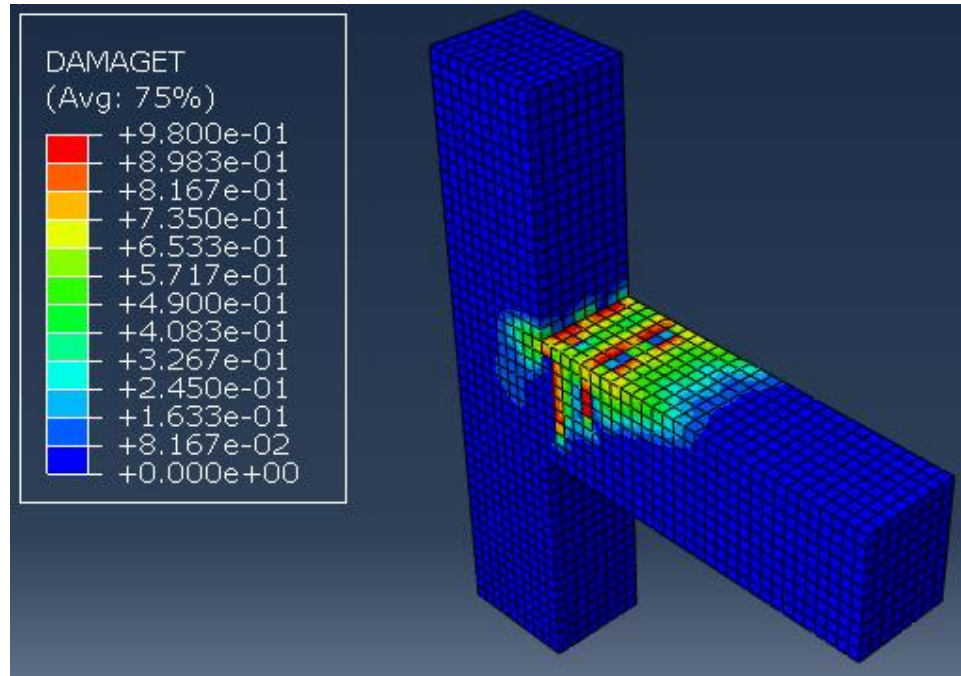 DAMAGET
(Avg: 75%)
+9.800e-01
+8.983e-01
+8.167e-01
+7.350e-01
+6.533e-01
+5.717e-01
+4.900e-01
+4.083e-01
+3.267e-01
+2.450e-01
+1.633e-01
+8.167e-02
+0.000e+00